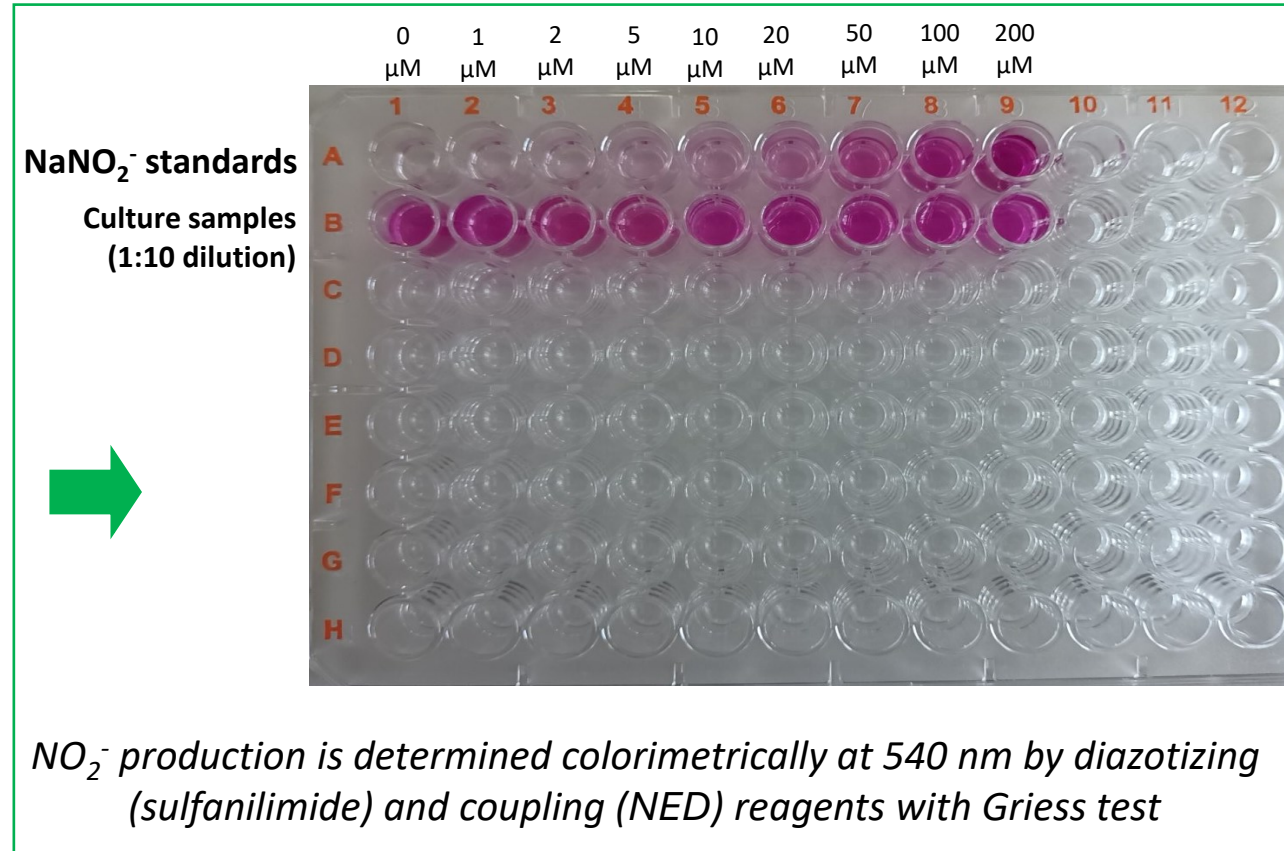 0 1 2 5 10 20 50 100 200
µM µM µM µM µM µM µM µM µM
1 2 3 4 5 6 7 8 9 10 11 12
NaNO₂⁻ standards
A
Culture samples
B
(1:10 dilution)
C
D
E
F
G
H
NO₂⁻ production is determined colorimetrically at 540 nm by diazotizing
(sulfanilimide) and coupling (NED) reagents with Griess test